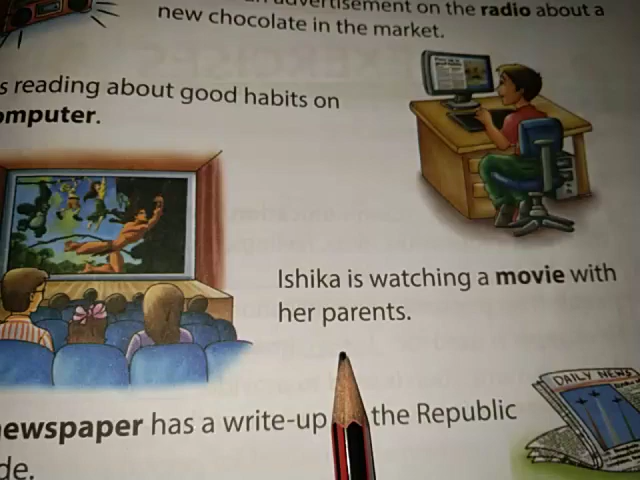 advertisement on the radio about a
new chocolate in the market.
s reading about good habits on
omputer.
Ishika is watching a movie with
her parents.
ewspaper has a write-up the Republic
de.
DAILY NEWS